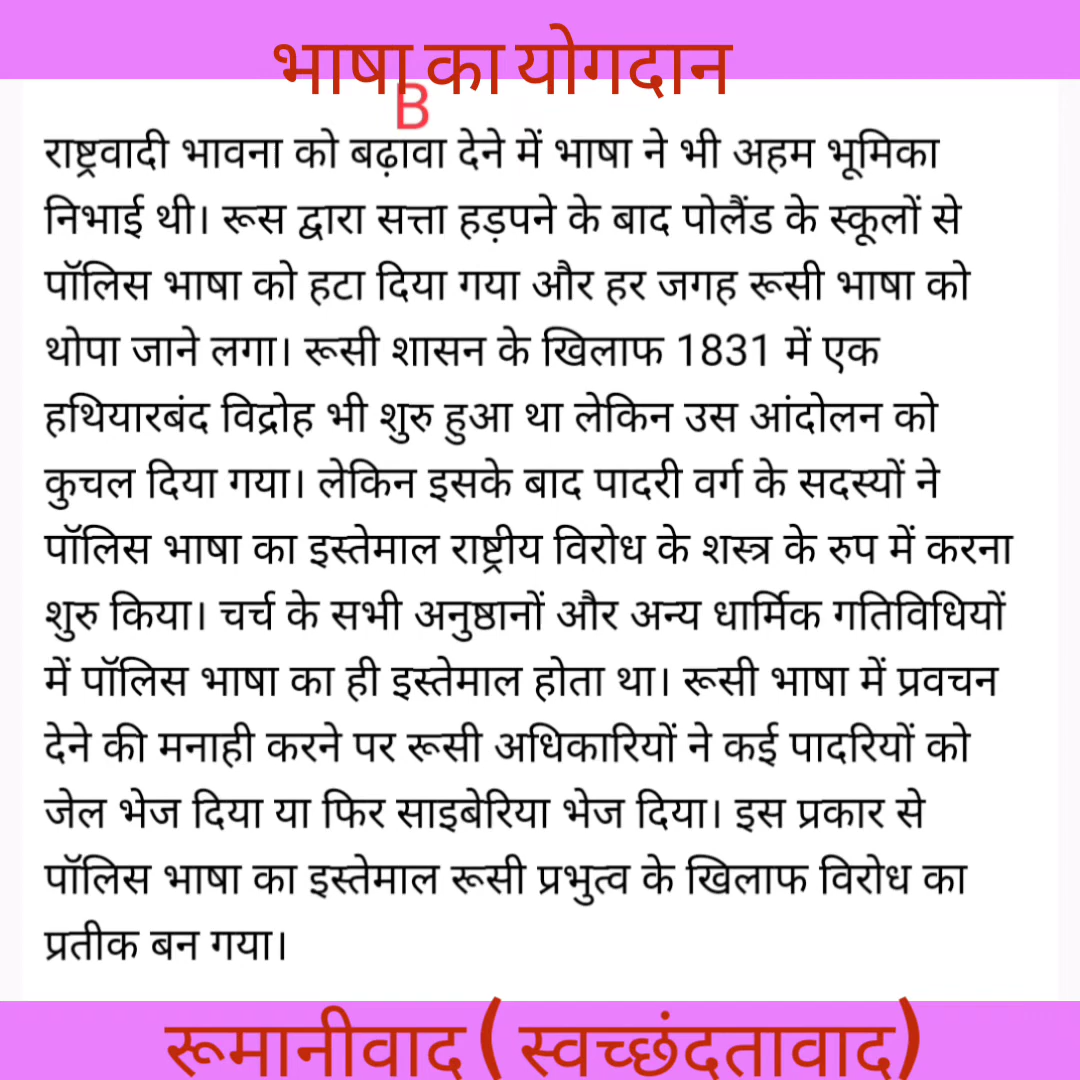 भाषा का योगदान
B
राष्ट्रवादी भावना को बढ़ावा देने में भाषा ने भी अहम भूमिका
निभाई थी। रूस द्वारा सत्ता हड़पने के बाद पोलैंड के स्कूलों से
पॉलिस भाषा को हटा दिया गया और हर जगह रूसी भाषा को
थोपा जाने लगा। रूसी शासन के खिलाफ 1831 में एक
हथियारबंद विद्रोह भी शुरु हुआ था लेकिन उस आंदोलन को
कुचल दिया गया। लेकिन इसके बाद पादरी वर्ग के सदस्यों ने
पॉलिस भाषा का इस्तेमाल राष्ट्रीय विरोध के शस्त्र के रुप में करना
शुरु किया। चर्च के सभी अनुष्ठानों और अन्य धार्मिक गतिविधियों
में पॉलिस भाषा का ही इस्तेमाल होता था। रूसी भाषा में प्रवचन
देने की मनाही करने पर रूसी अधिकारियों ने कई पादरियों को
जेल भेज दिया या फिर साइबेरिया भेज दिया। इस प्रकार से
पॉलिस भाषा का इस्तेमाल रूसी प्रभुत्व के खिलाफ विरोध का
प्रतीक बन गया।
रूमानीवाद ( स्वच्छंदतावाद)